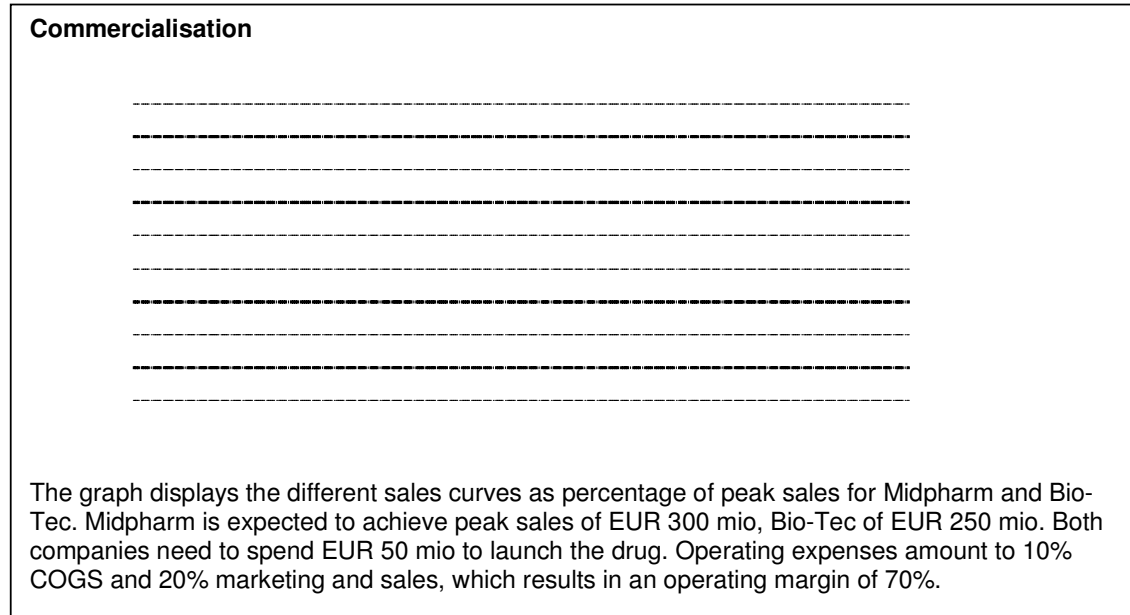 Commercialisation
The graph displays the different sales curves as percentage of peak sales for Midpharm and Bio-
Tec. Midpharm is expected to achieve peak sales of EUR 300 mio, Bio-Tec of EUR 250 mio. Both
companies need to spend EUR 50 mio to launch the drug. Operating expenses amount to 10%
COGS and 20% marketing and sales, which results in an operating margin of 70%.